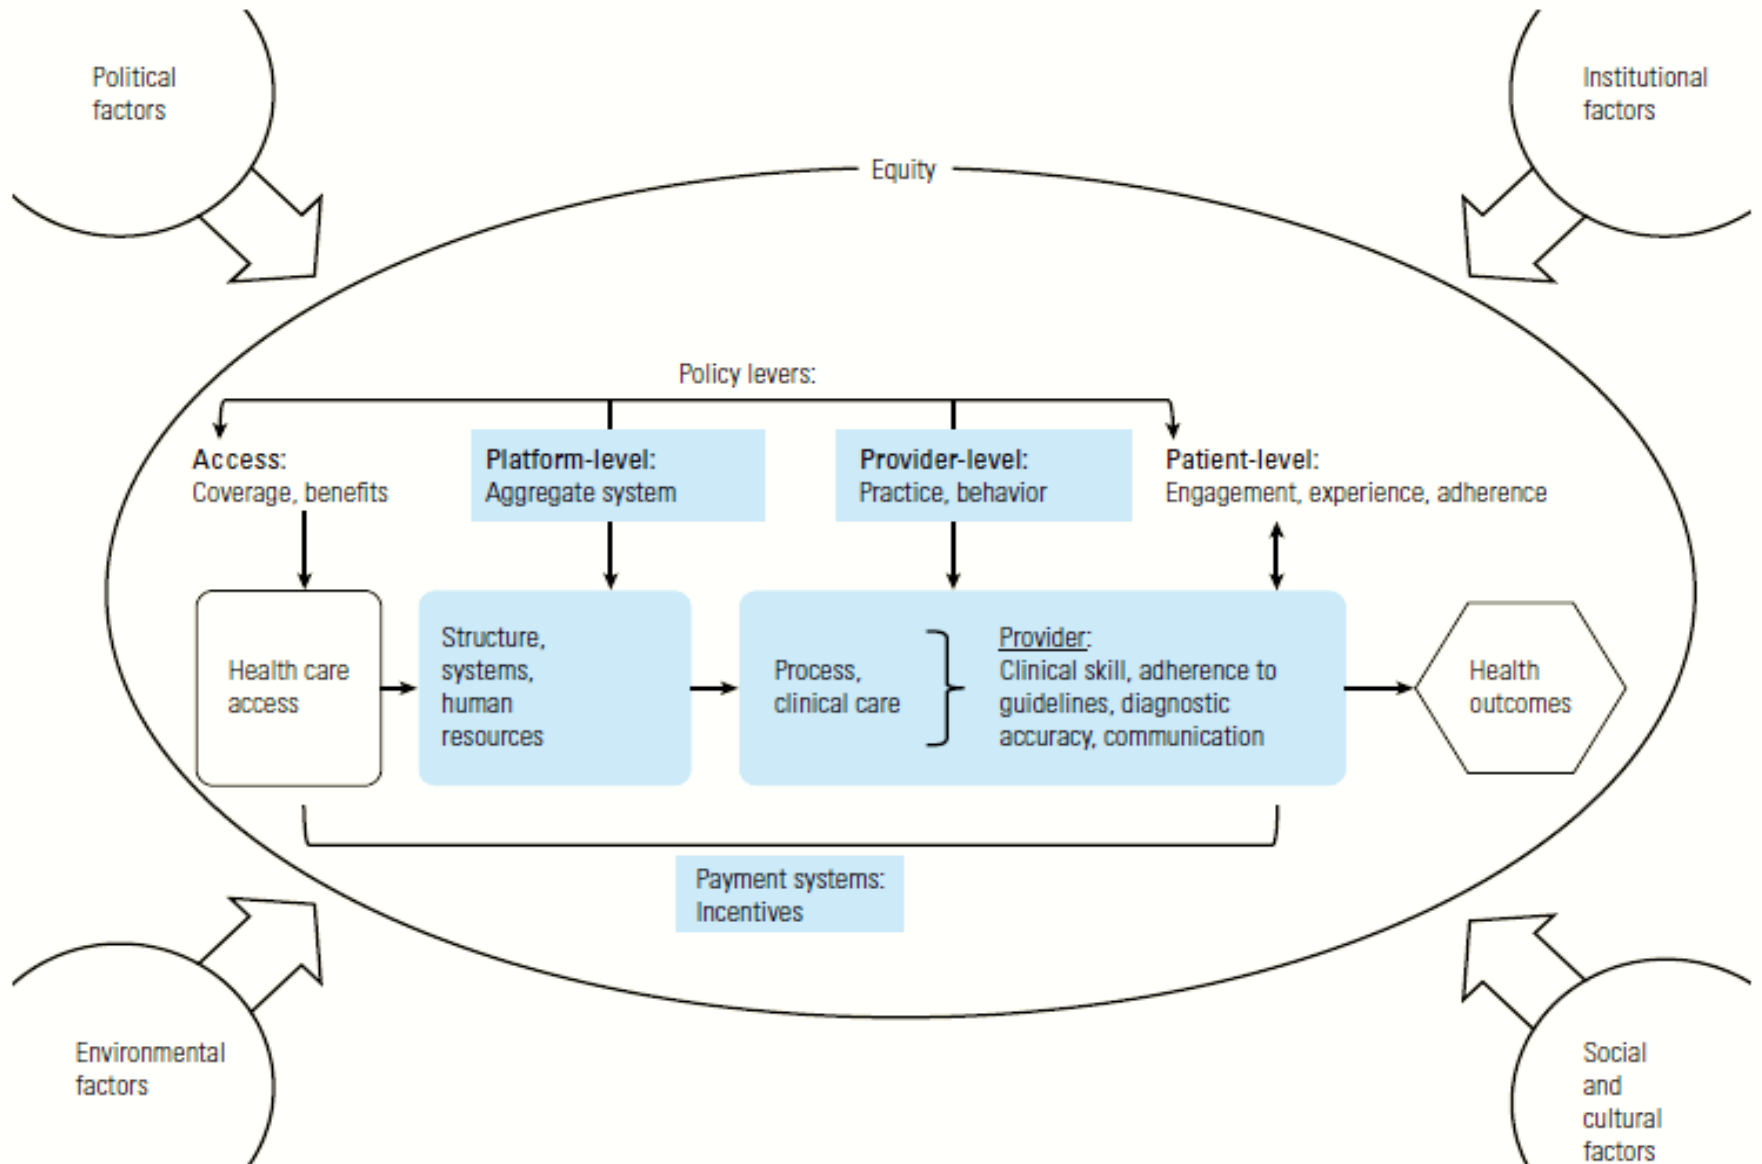 Political
factors
Institutional
factors
Equity
Policy levers:
Access:
Coverage, benefits
Platform-level:
Aggregate system
Provider-level:
Practice, behavior
Patient-level:
Engagement, experience, adherence
Health care
access
Structure,
systems,
human
resources
Process,
clinical care
Provider:
Clinical skill, adherence to
guidelines, diagnostic
accuracy, communication
Health
outcomes
Payment systems:
Incentives
Environmental
factors
Social
and
cultural
factors